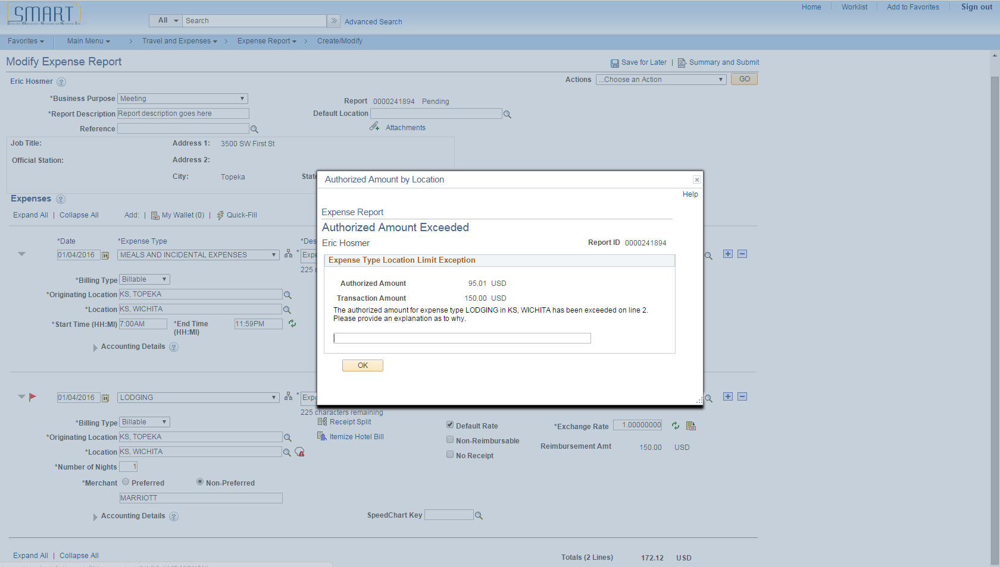 SMART
All Search Advanced Search
Home Worklist Add to Favorites Sign out
Favorites Main Menu > Travel and Expenses > Expense Report > Create/Modify
Modify Expense Report
Save for Later | Summary and Submit
Eric Hosmer
Actions ...Choose an Action GO
*Business Purpose Meeting
Report 0000241894 Pending
*Report Description Report description goes here
Default Location
Reference
Attachments
Job Title:
Address 1: 3500 SW First St
Official Station:
Address 2:
City: Topeka
State
Authorized Amount by Location
Help
Expense Report
Authorized Amount Exceeded
Eric Hosmer
Report ID 0000241894
Expense Type Location Limit Exception
Authorized Amount 95.01 USD
Transaction Amount 150.00 USD
The authorized amount for expense type LODGING in KS, WICHITA has been exceeded on line 2.
Please provide an explanation as to why.
OK
Expenses
Expand All | Collapse All Add: | My Wallet (0) | Quick-Fill
*Date *Expense Type *Des
01/04/2016 MEALS AND INCIDENTAL EXPENSES * Expe
225 c
*Billing Type Billable
*Originating Location KS, TOPEKA
*Location KS, WICHITA
*Start Time (HH:MI) 7:00AM *End Time (HH:MI) 11:59PM
Accounting Details
01/04/2016 LODGING * Expe
225 characters remaining
*Billing Type Billable
Receipt Split
Default Rate
*Exchange Rate 1.00000000
*Originating Location KS, TOPEKA
Itemize Hotel Bill
Non-Reimbursable
Reimbursement Amt 150.00 USD
*Location KS, WICHITA
No Receipt
*Number of Nights 1
*Merchant Preferred Non-Preferred
MARRIOTT
Accounting Details
SpeedChart Key
Expand All | Collapse All
Totals (2 Lines) 172.12 USD